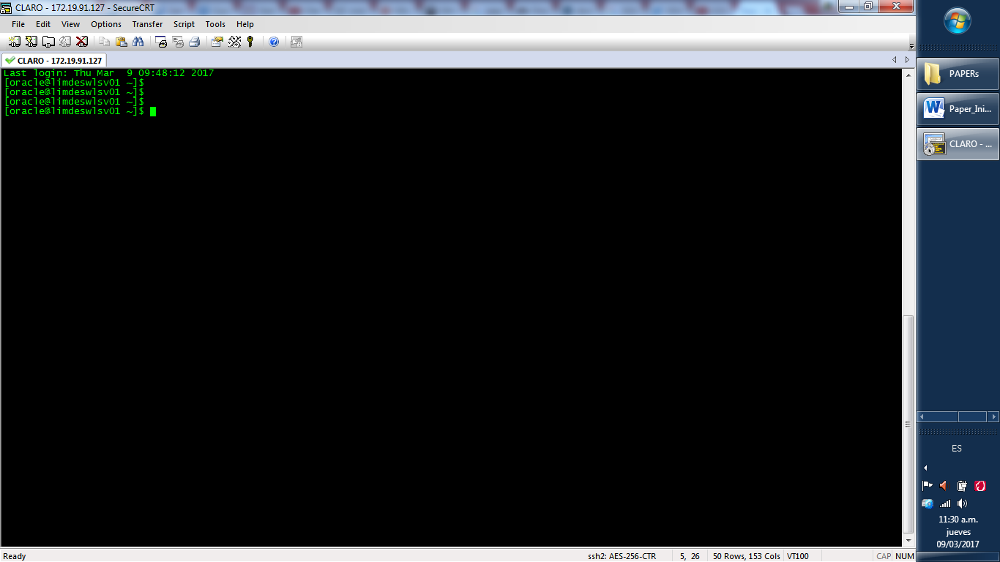 CLARO - 172.19.91.127 - SecureCRT
File Edit View Options Transfer Script Tools Help
CLARO - 172.19.91.127
Last login: Thu Mar  9 09:48:12 2017
[oracle@limdeswlsv01 ~]$
[oracle@limdeswlsv01 ~]$
[oracle@limdeswlsv01 ~]$
[oracle@limdeswlsv01 ~]$
Ready ssh2: AES-256-CTR 5, 26 50 Rows, 153 Cols VT100 CAP NUM
PAPERs
Paper_Ini...
CLARO - ...
ES
11:30 a.m.
jueves
09/03/2017